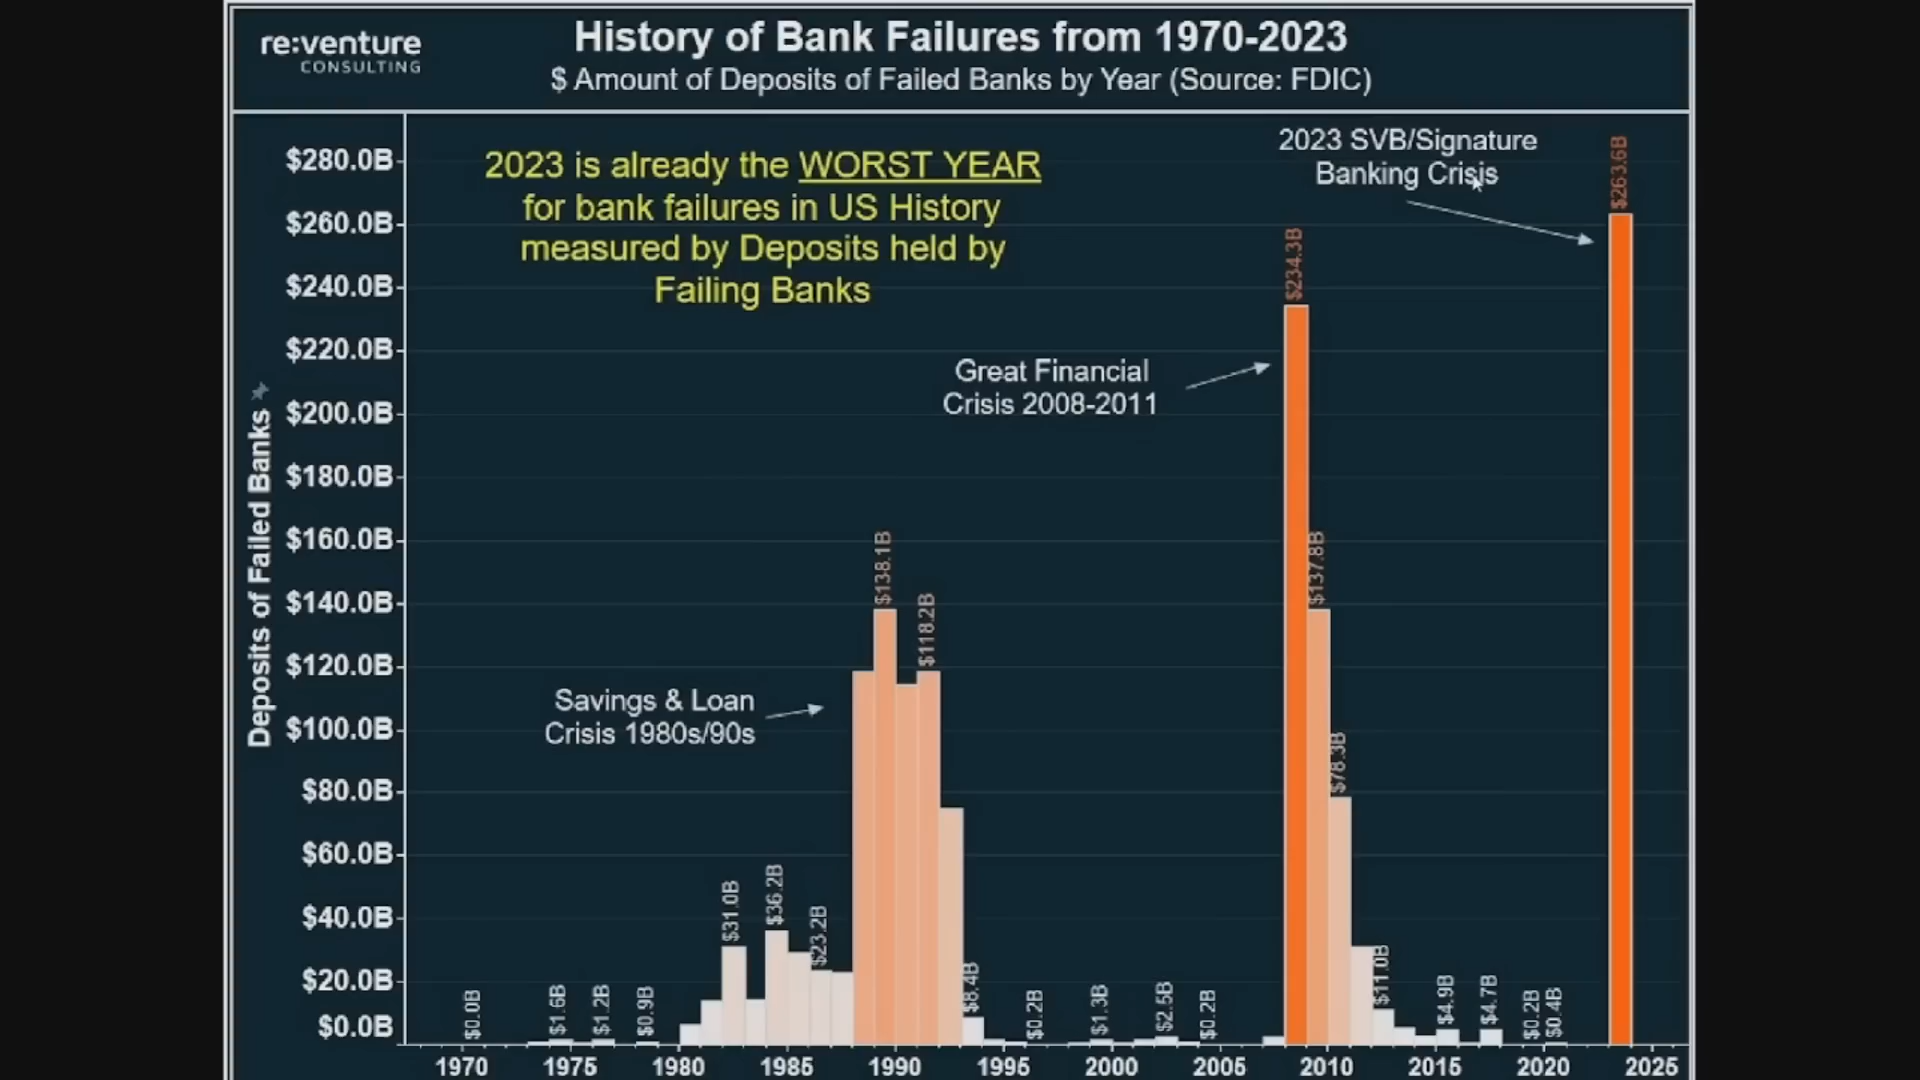 re:venture
CONSULTING
History of Bank Failures from 1970-2023
$ Amount of Deposits of Failed Banks by Year (Source: FDIC)
2023 is already the WORST YEAR
for bank failures in US History
measured by Deposits held by
Failing Banks
2023 SVB/Signature
Banking Crisis
Great Financial
Crisis 2008-2011
Savings & Loan
Crisis 1980s/90s
Deposits of Failed Banks
$280.0B
$260.0B
$240.0B
$220.0B
$200.0B
$180.0B
$160.0B
$140.0B
$120.0B
$100.0B
$80.0B
$60.0B
$40.0B
$20.0B
$0.0B
$0.0B
$1.6B
$1.2B
$0.9B
$31.0B
$36.2B
$23.2B
$138.1B
$118.2B
$8.4B
$0.2B
$1.3B
$2.5B
$0.2B
$234.3B
$137.8B
$78.3B
$11.0B
$4.9B
$4.7B
$0.2B
$0.4B
$263.6B
1970 1975 1980 1985 1990 1995 2000 2005 2010 2015 2020 2025